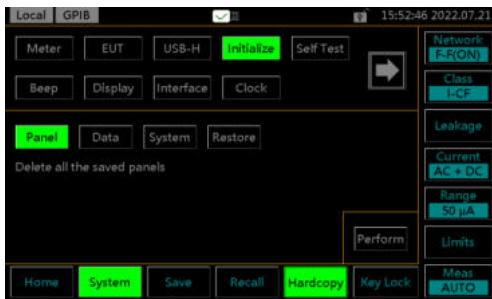 Local GPIB 15:52:46 2022.07.21
Meter EUT USB-H Initialize Self Test
Beep Display Interface Clock
Panel Data System Restore
Delete all the saved panels
Perform
Network
F-F(ON)
Class
I-CF
Leakage
Current
AC + DC
Range
50 µA
Limits
Meas
AUTO
Home System Save Recall Hardcopy Key Lock